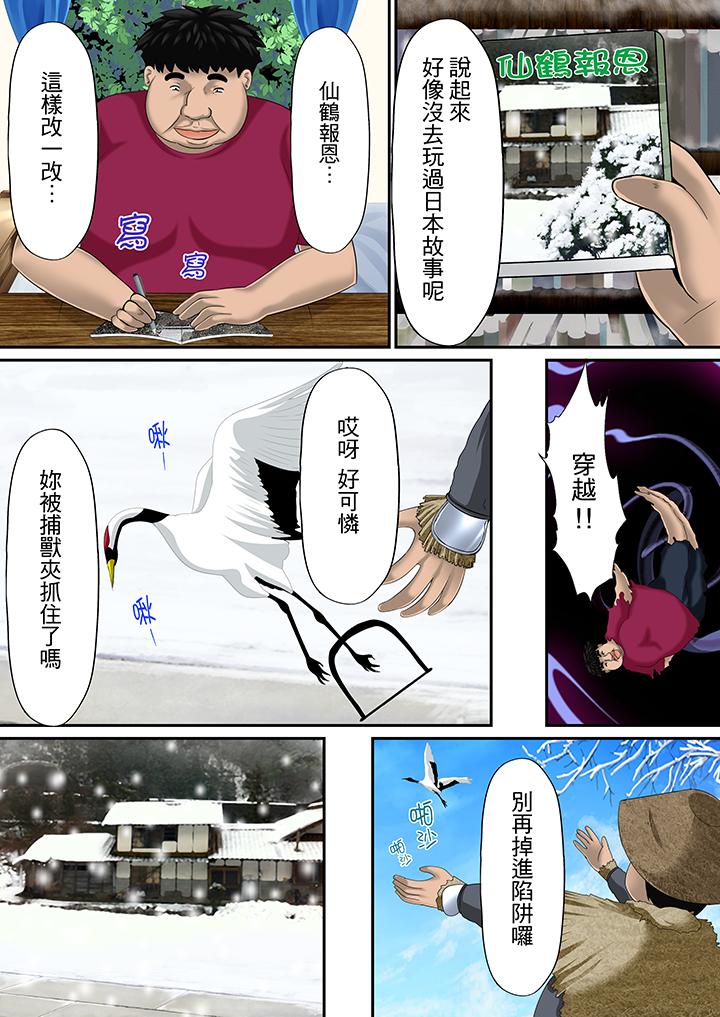 仙鶴報恩
說起來
好像沒去玩過日本故事呢
仙鶴報恩…
這樣改一改…
寫
寫
穿越!!
哎呀 好可憐
妳被捕獸夾抓住了嗎
別再掉進陷阱囉
啪沙
啪沙